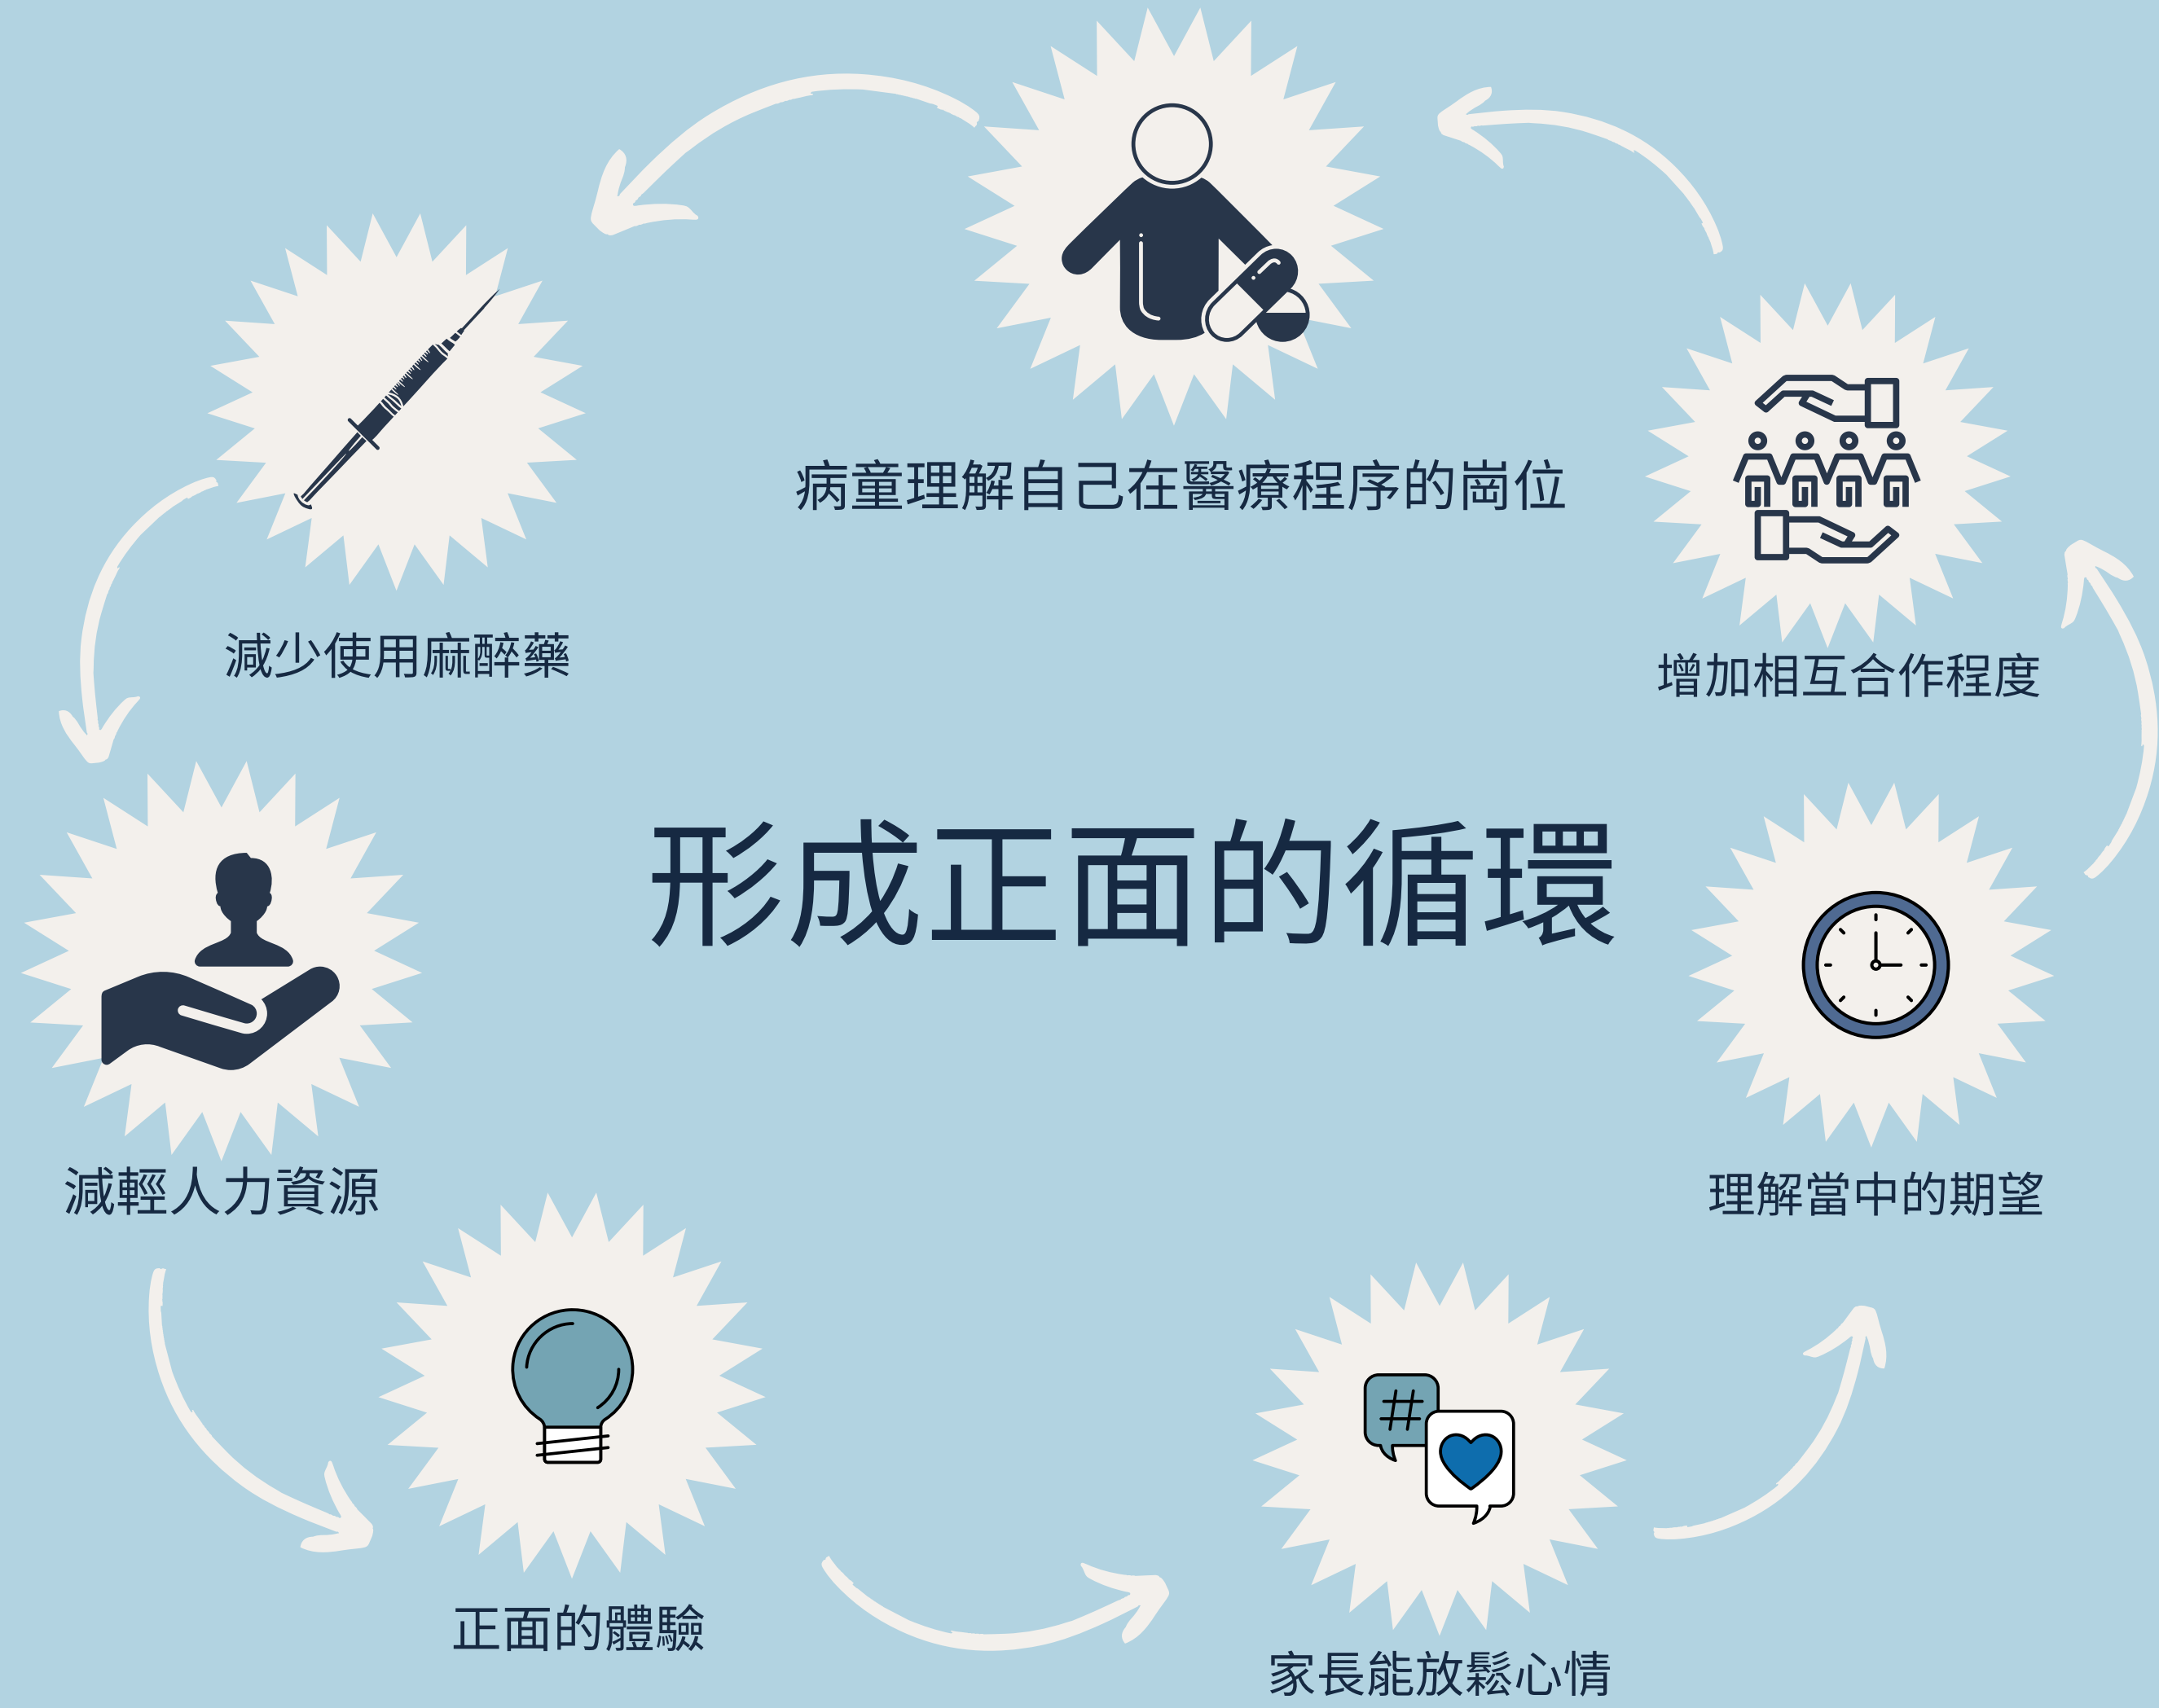 病童理解自己在醫療程序的崗位
減少使用麻醉藥
增加相互合作程度
形成正面的循環
減輕人力資源
理解當中的期望
正面的體驗
家長能放鬆心情
#